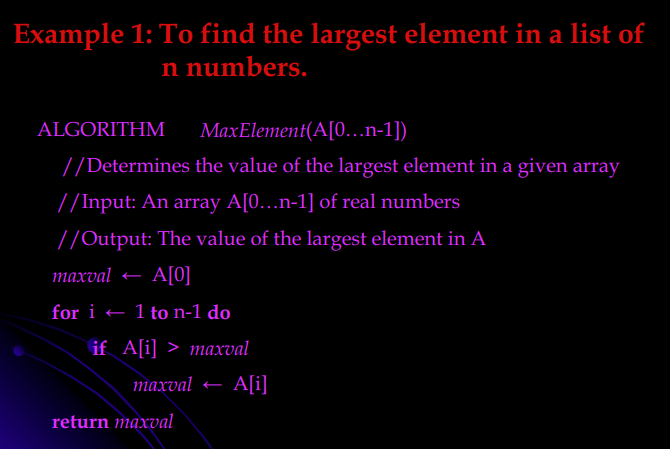 Example 1: To find the largest element in a list of
n numbers.
ALGORITHM MaxElement(A[0…n-1])
//Determines the value of the largest element in a given array
//Input: An array A[0…n-1] of real numbers
//Output: The value of the largest element in A
maxval ← A[0]
for i ← 1 to n-1 do
if A[i] > maxval
maxval ← A[i]
return maxval